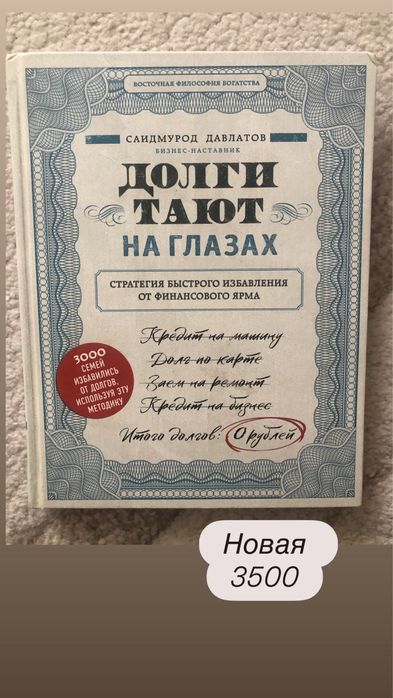 ВОСТОЧНАЯ ФИЛОСОФИЯ БОГАТСТВА
САИДМУРОД ДАВЛАТОВ
БИЗНЕС-НАСТАВНИК
ДОЛГИ
ТАЮТ
НА ГЛАЗАХ
СТРАТЕГИЯ БЫСТРОГО ИЗБАВЛЕНИЯ
ОТ ФИНАНСОВОГО ЯРМА
Кредит на машину
Долг по карте
Заем на ремонт
Кредит на бизнес
Итого долгов: 0 рублей
3000
СЕМЕЙ
ИЗБАВИЛИСЬ
ОТ ДОЛГОВ,
ИСПОЛЬЗУЯ ЭТУ
МЕТОДИКУ
Новая
3500